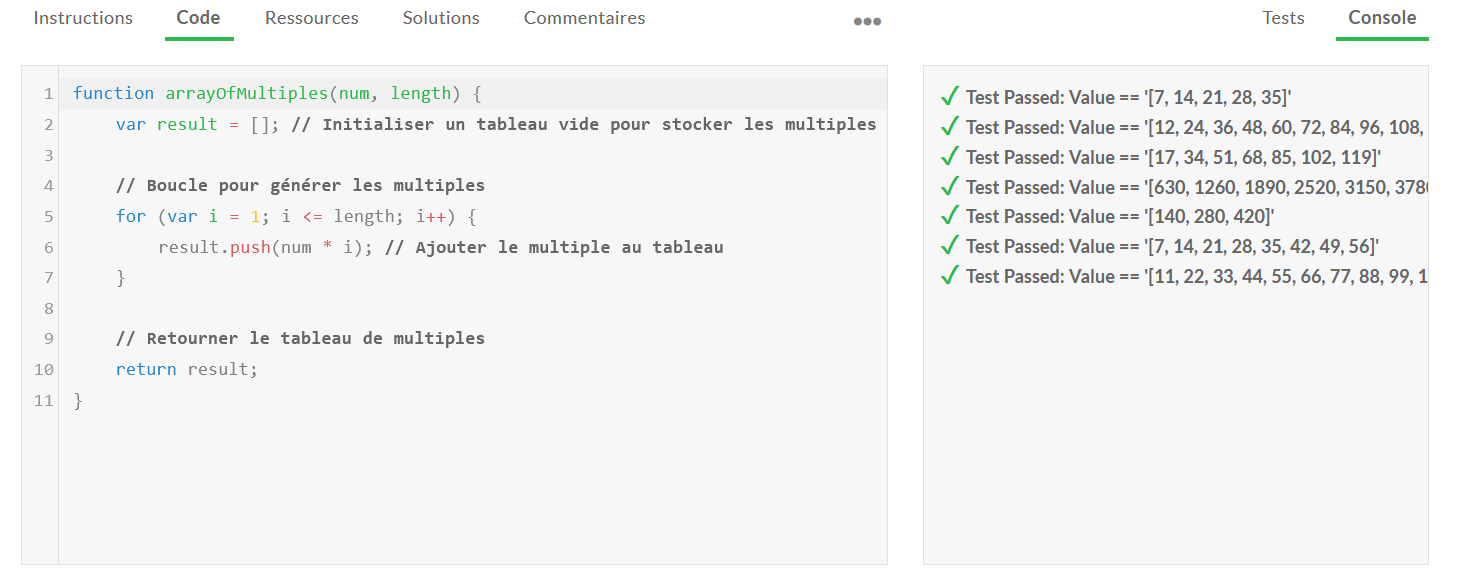 Instructions Code Ressources Solutions Commentaires ••• Tests Console
1 function arrayOfMultiples(num, length) {
2 var result = []; // Initialiser un tableau vide pour stocker les multiples
3
4 // Boucle pour générer les multiples
5 for (var i = 1; i <= length; i++) {
6 result.push(num * i); // Ajouter le multiple au tableau
7 }
8
9 // Retourner le tableau de multiples
10 return result;
11 }
✓ Test Passed: Value == '[7, 14, 21, 28, 35]'
✓ Test Passed: Value == '[12, 24, 36, 48, 60, 72, 84, 96, 108,
✓ Test Passed: Value == '[17, 34, 51, 68, 85, 102, 119]'
✓ Test Passed: Value == '[630, 1260, 1890, 2520, 3150, 3780
✓ Test Passed: Value == '[140, 280, 420]'
✓ Test Passed: Value == '[7, 14, 21, 28, 35, 42, 49, 56]'
✓ Test Passed: Value == '[11, 22, 33, 44, 55, 66, 77, 88, 99, 1